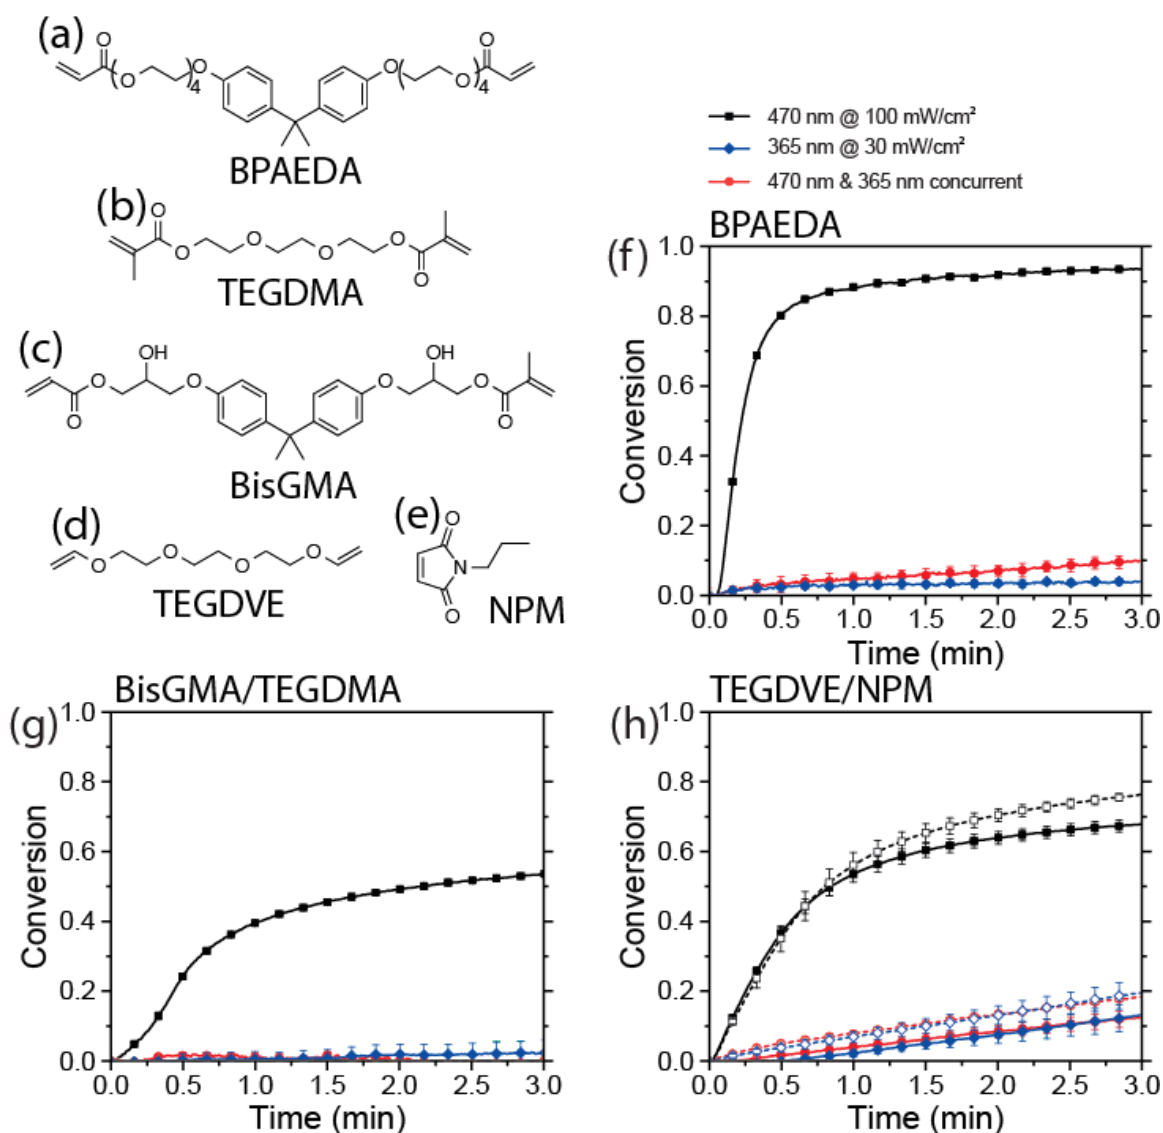 (a)
O
O
O
4
O
O
O
4
O
BPAEDA
(b)
O
O
O
O
O
O
TEGDMA
(c)
OH
OH
O
O
O
O
O
O
BisGMA
(d)
O
O
O
O
TEGDVE
(e)
O
N
O
NPM
470 nm @ 100 mW/cm²
365 nm @ 30 mW/cm²
470 nm & 365 nm concurrent
BPAEDA
(f)
1.0
0.8
0.6
0.4
0.2
0.0
Conversion
0.0 0.5 1.0 1.5 2.0 2.5 3.0
Time (min)
BisGMA/TEGDMA
(g)
1.0
0.8
0.6
0.4
0.2
0.0
Conversion
0.0 0.5 1.0 1.5 2.0 2.5 3.0
Time (min)
TEGDVE/NPM
(h)
1.0
0.8
0.6
0.4
0.2
0.0
Conversion
0.0 0.5 1.0 1.5 2.0 2.5 3.0
Time (min)